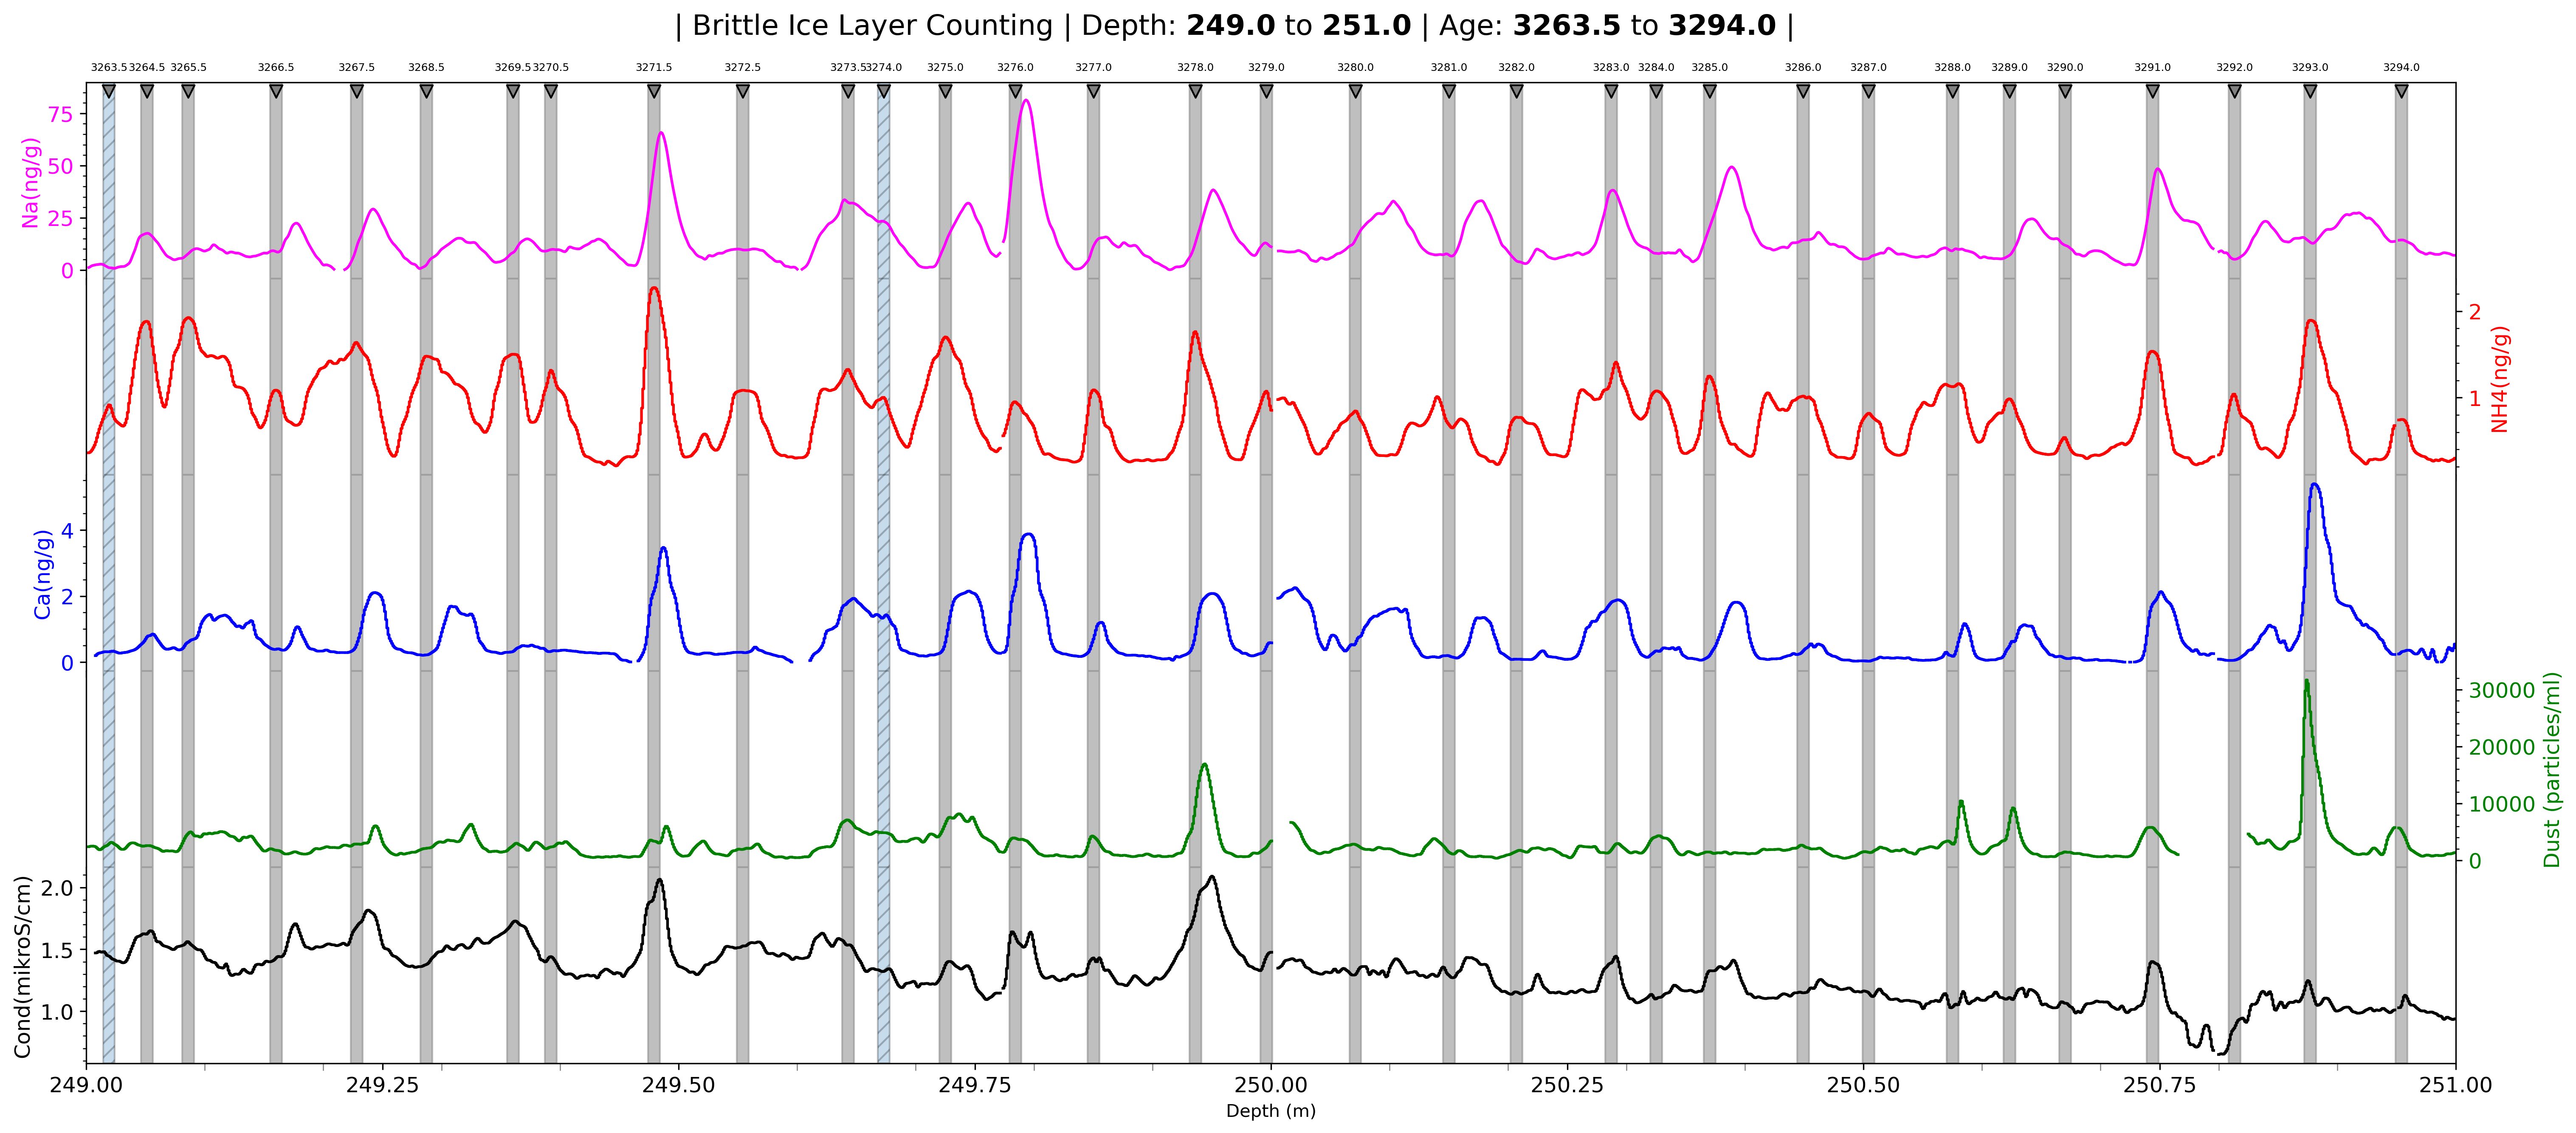 | Brittle Ice Layer Counting | Depth: 249.0 to 251.0 | Age: 3263.5 to 3294.0 |
3263.5 3264.5 3265.5 3266.5 3267.5 3268.5 3269.5 3270.5 3271.5 3272.5 3273.5 3274.0 3275.0 3276.0 3277.0 3278.0 3279.0 3280.0 3281.0 3282.0 3283.0 3284.0 3285.0 3286.0 3287.0 3288.0 3289.0 3290.0 3291.0 3292.0 3293.0 3294.0
Na(ng/g)
75
50
25
0
NH4(ng/g)
2
1
Ca(ng/g)
4
2
0
Dust (particles/ml)
30000
20000
10000
0
Cond(mikroS/cm)
2.0
1.5
1.0
249.00 249.25 249.50 249.75 250.00 250.25 250.50 250.75 251.00
Depth (m)